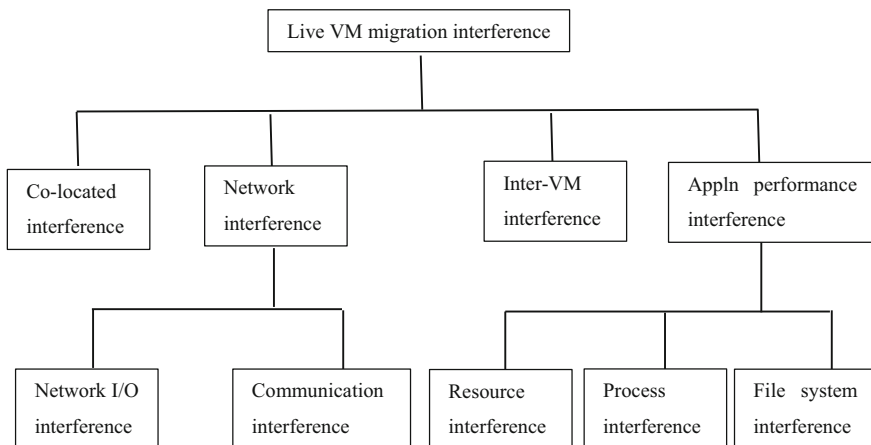 Live VM migration interference
Co-located
interference
Network
interference
Inter-VM
interference
Appln performance
interference
Network I/O
interference
Communication
interference
Resource
interference
Process
interference
File system
interference